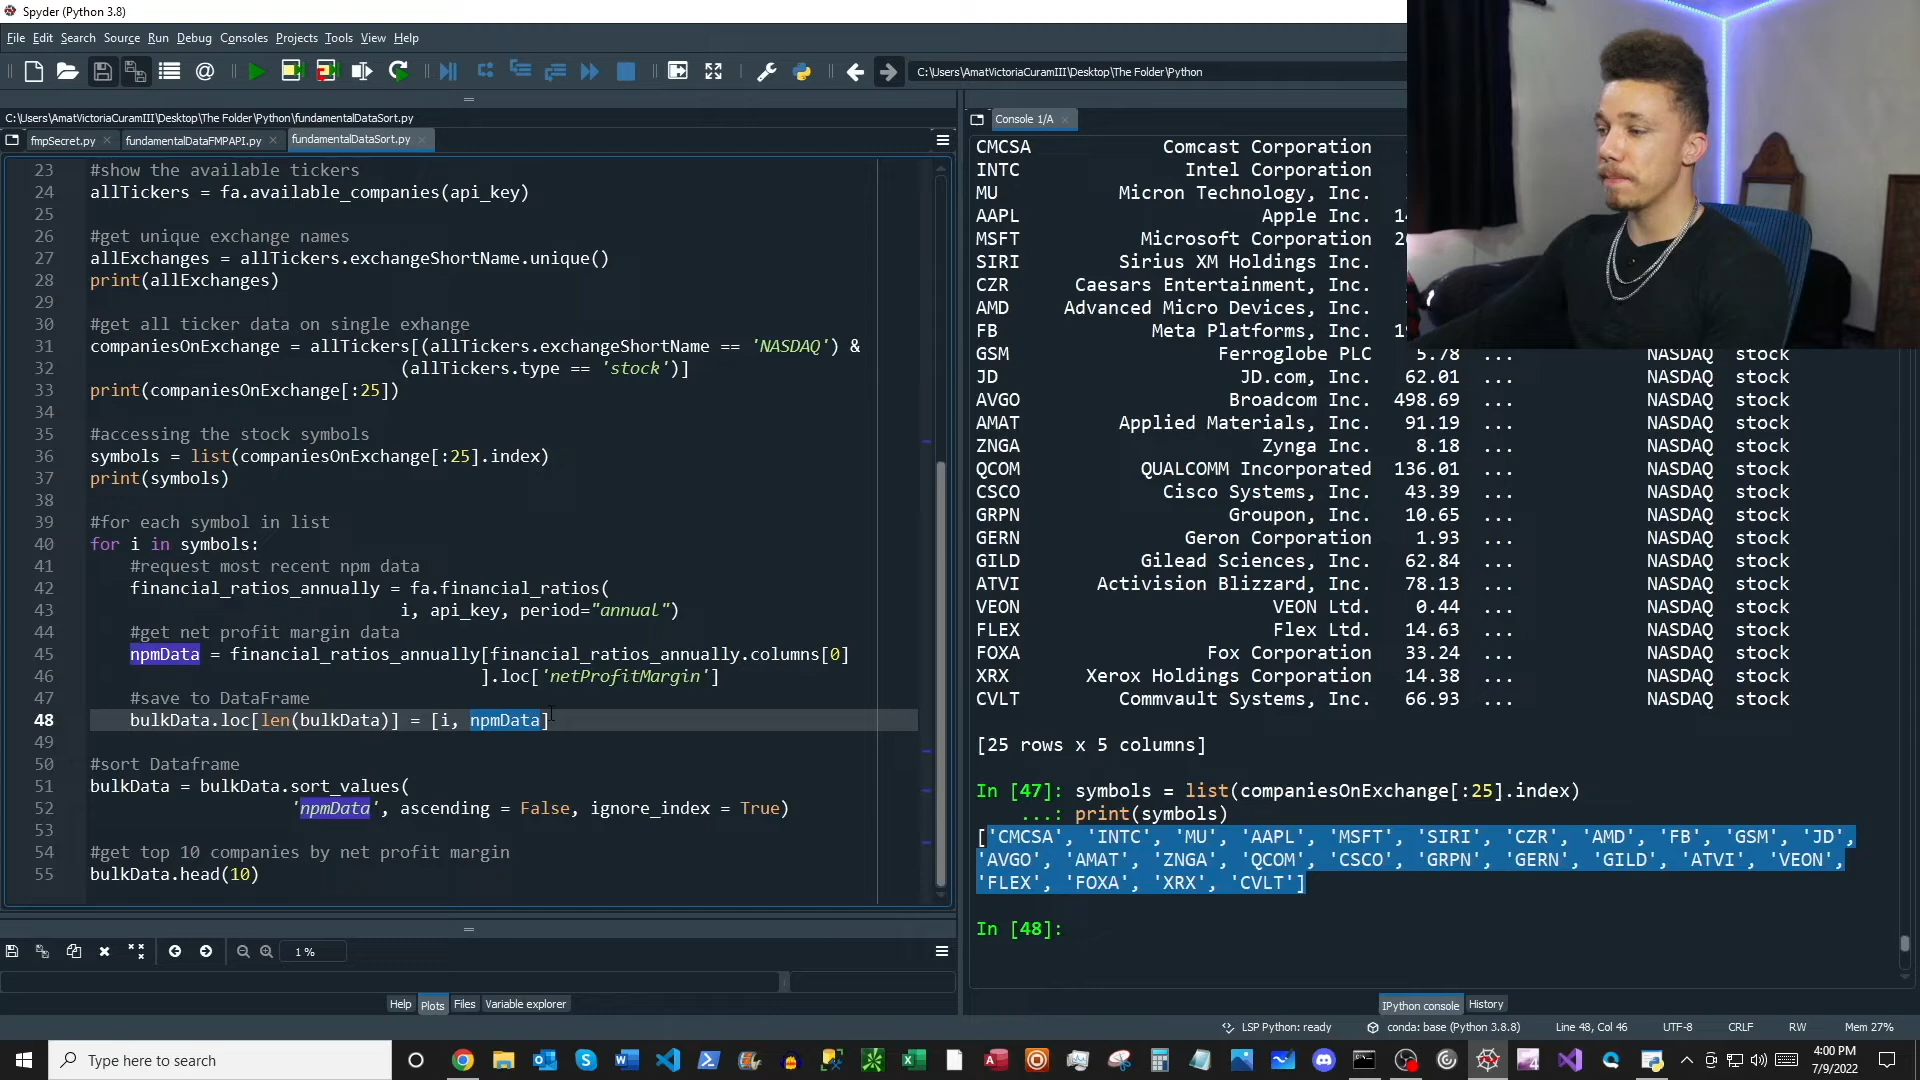 Spyder (Python 3.8)
File Edit Search Source Run Debug Consoles Projects Tools View Help
C:\Users\AmatVictoriaCuramIII\Desktop\The Folder\Python
C:\Users\AmatVictoriaCuramIII\Desktop\The Folder\Python\fundamentalDataSort.py
fmpSecret.py fundamentalDataFMPAPI.py fundamentalDataSort.py
23 #show the available tickers
24 allTickers = fa.available_companies(api_key)
25
26 #get unique exchange names
27 allExchanges = allTickers.exchangeShortName.unique()
28 print(allExchanges)
29
30 #get all ticker data on single exhange
31 companiesOnExchange = allTickers[(allTickers.exchangeShortName == 'NASDAQ') &
32 (allTickers.type == 'stock')]
33 print(companiesOnExchange[:25])
34
35 #accessing the stock symbols
36 symbols = list(companiesOnExchange[:25].index)
37 print(symbols)
38
39 #for each symbol in list
40 for i in symbols:
41 #request most recent npm data
42 financial_ratios_annually = fa.financial_ratios(
43 i, api_key, period="annual")
44 #get net profit margin data
45 npmData = financial_ratios_annually[financial_ratios_annually.columns[0]
46 ].loc['netProfitMargin']
47 #save to DataFrame
48 bulkData.loc[len(bulkData)] = [i, npmData]
49
50 #sort Dataframe
51 bulkData = bulkData.sort_values(
52 'npmData', ascending = False, ignore_index = True)
53
54 #get top 10 companies by net profit margin
55 bulkData.head(10)
1 %
Help Plots Files Variable explorer
Console 1/A
CMCSA Comcast Corporation
INTC Intel Corporation
MU Micron Technology, Inc.
AAPL Apple Inc. 14
MSFT Microsoft Corporation 26
SIRI Sirius XM Holdings Inc.
CZR Caesars Entertainment, Inc.
AMD Advanced Micro Devices, Inc.
FB Meta Platforms, Inc. 19
GSM Ferroglobe PLC 5.78 ... NASDAQ stock
JD JD.com, Inc. 62.01 ... NASDAQ stock
AVGO Broadcom Inc. 498.69 ... NASDAQ stock
AMAT Applied Materials, Inc. 91.19 ... NASDAQ stock
ZNGA Zynga Inc. 8.18 ... NASDAQ stock
QCOM QUALCOMM Incorporated 136.01 ... NASDAQ stock
CSCO Cisco Systems, Inc. 43.39 ... NASDAQ stock
GRPN Groupon, Inc. 10.65 ... NASDAQ stock
GERN Geron Corporation 1.93 ... NASDAQ stock
GILD Gilead Sciences, Inc. 62.84 ... NASDAQ stock
ATVI Activision Blizzard, Inc. 78.13 ... NASDAQ stock
VEON VEON Ltd. 0.44 ... NASDAQ stock
FLEX Flex Ltd. 14.63 ... NASDAQ stock
FOXA Fox Corporation 33.24 ... NASDAQ stock
XRX Xerox Holdings Corporation 14.38 ... NASDAQ stock
CVLT Commvault Systems, Inc. 66.93 ... NASDAQ stock
[25 rows x 5 columns]
In [47]: symbols = list(companiesOnExchange[:25].index)
...: print(symbols)
['CMCSA', 'INTC', 'MU', 'AAPL', 'MSFT', 'SIRI', 'CZR', 'AMD', 'FB', 'GSM', 'JD',
'AVGO', 'AMAT', 'ZNGA', 'QCOM', 'CSCO', 'GRPN', 'GERN', 'GILD', 'ATVI', 'VEON',
'FLEX', 'FOXA', 'XRX', 'CVLT']
In [48]:
IPython console History
LSP Python: ready conda: base (Python 3.8.8) Line 48, Col 46 UTF-8 CRLF RW Mem 27%
Type here to search
4:00 PM
7/9/2022